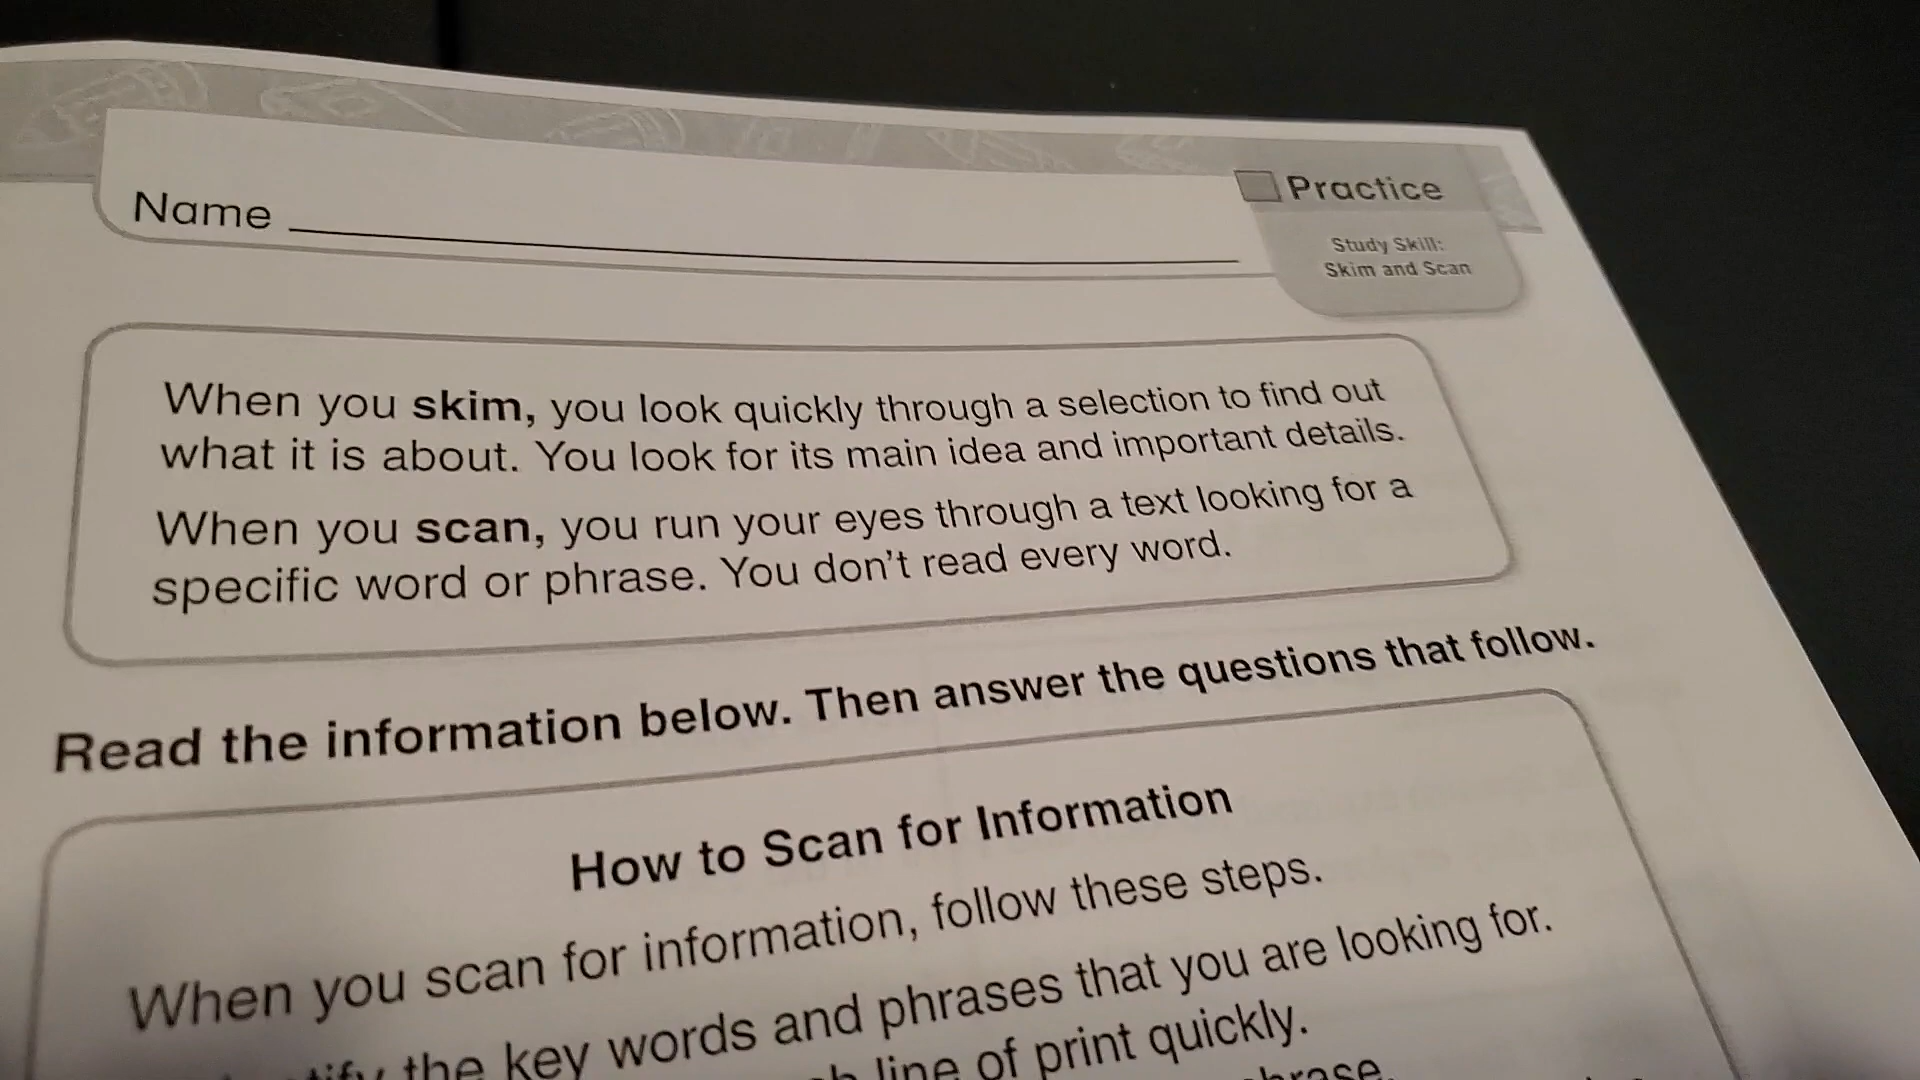 Name
Practice
Study Skill:
Skim and Scan
When you skim, you look quickly through a selection to find out
what it is about. You look for its main idea and important details.
When you scan, you run your eyes through a text looking for a
specific word or phrase. You don't read every word.
Read the information below. Then answer the questions that follow.
How to Scan for Information
When you scan for information, follow these steps.
the key words and phrases that you are looking for.
line of print quickly.